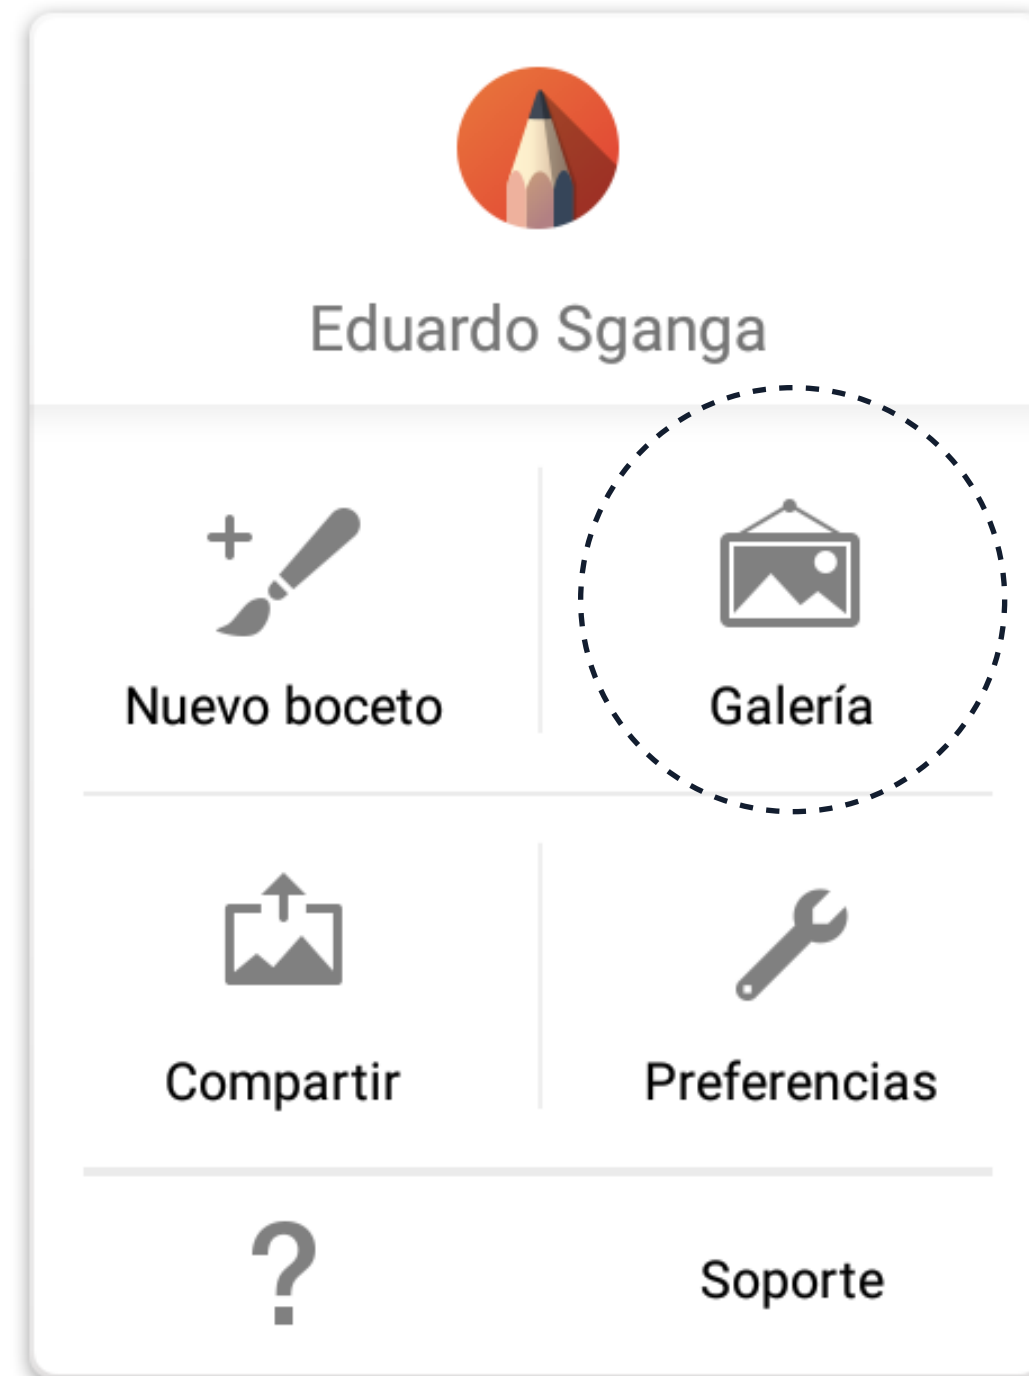 Eduardo Sganga
Nuevo boceto
Galería
Compartir
Preferencias
?
Soporte